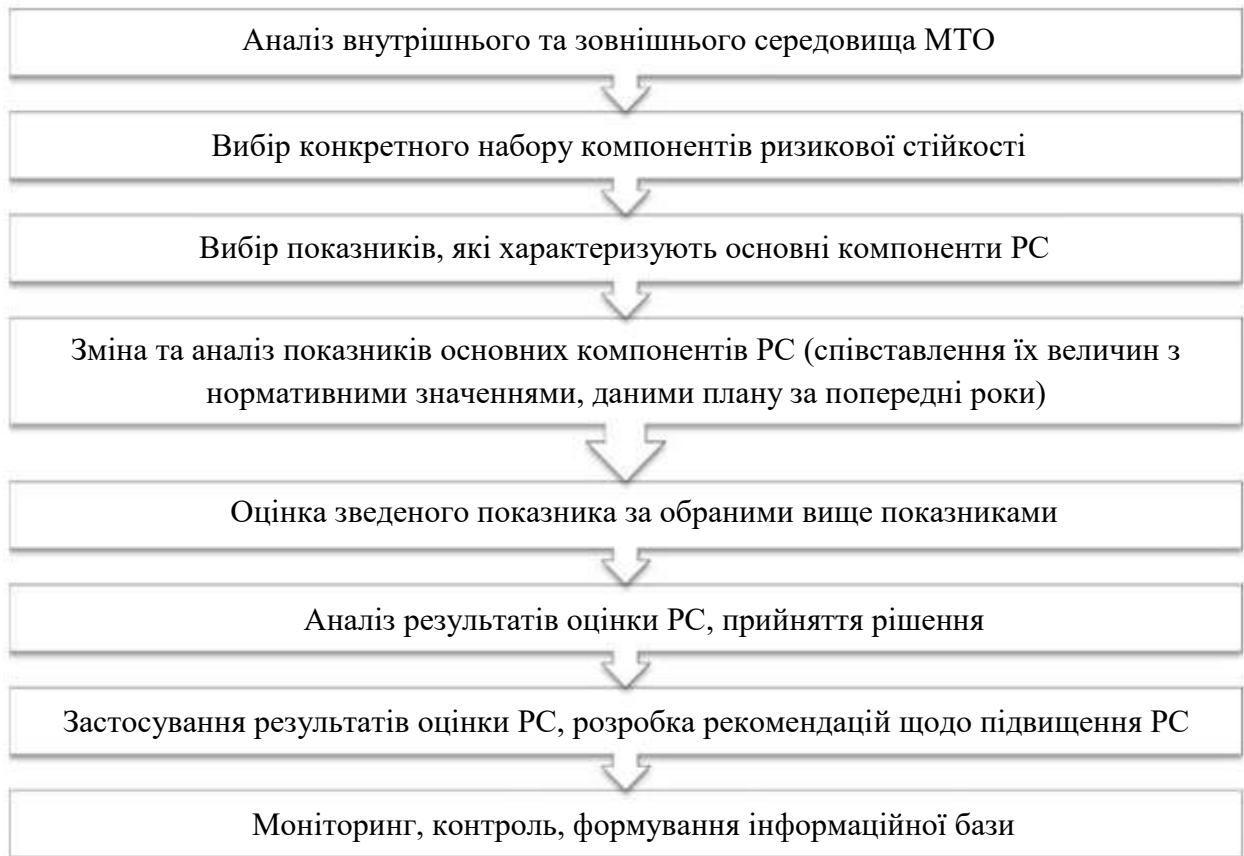 Аналіз внутрішнього та зовнішнього середовища МТО
Вибір конкретного набору компонентів ризикової стійкості
Вибір показників, які характеризують основні компоненти РС
Зміна та аналіз показників основних компонентів РС (співставлення їх величин з
нормативними значеннями, даними плану за попередні роки)
Оцінка зведеного показника за обраними вище показниками
Аналіз результатів оцінки РС, прийняття рішення
Застосування результатів оцінки РС, розробка рекомендацій щодо підвищення РС
Моніторинг, контроль, формування інформаційної бази